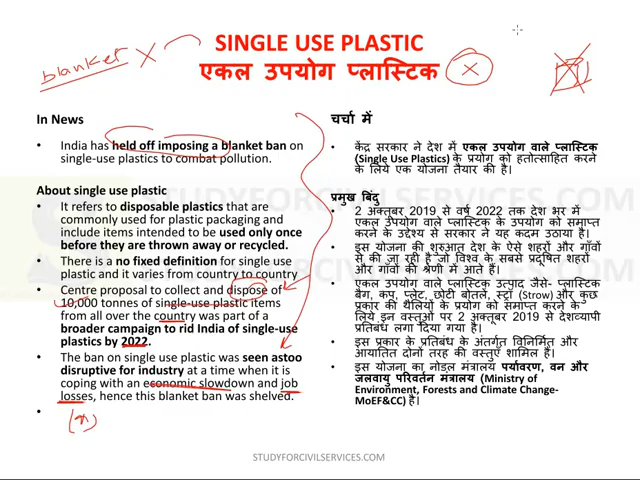 SINGLE USE PLASTIC
एकल उपयोग प्लास्टिक
blanket
In News
India has held off imposing a blanket ban on
single-use plastics to combat pollution.
About single use plastic
It refers to disposable plastics that are
commonly used for plastic packaging and
include items intended to be used only once
before they are thrown away or recycled.
There is a no fixed definition for single use
plastic and it varies from country to country
Centre proposal to collect and dispose of
10,000 tonnes of single-use plastic items
from all over the country was part of a
broader campaign to rid India of single-use
plastics by 2022.
The ban on single-use plastic was seen astoo
disruptive for industry at a time when it is
coping with an economic slowdown and job
losses, hence this blanket ban was shelved.
चर्चा में
केंद्र सरकार ने देश में एकल उपयोग वाले प्लास्टिक
(Single Use Plastics) के प्रयोग को हतोत्साहित करने
के लिये एक योजना तैयार की है।
प्रमुख बिंदु
2 अक्तूबर 2019 से वर्ष 2022 तक देश भर में
एकल उपयोग वाले प्लास्टिक के उपयोग को समाप्त
करने के उद्देश्य से सरकार ने यह कदम उठाया है।
इस योजना की शुरुआत देश के ऐसे शहरों और गाँवों
से की जा रही है जो विश्व के सबसे प्रदूषित शहरों
और गाँवों की श्रेणी में आते हैं।
एकल उपयोग वाले प्लास्टिक उत्पाद जैसे- प्लास्टिक
बैग, कप, प्लेट, छोटी बोतलें, स्ट्रॉ (Strow) और कुछ
प्रकार की थैलियों के प्रयोग को समाप्त करने के
लिये इन वस्तुओं पर 2 अक्तूबर 2019 से देशव्यापी
प्रतिबंध लगा दिया गया है।
इस प्रकार के प्रतिबंध के अंतर्गत विनिर्मित और
आयातित दोनों तरह की वस्तुएँ शामिल हैं।
इस योजना का नोडल मंत्रालय पर्यावरण, वन और
जलवायु परिवर्तन मंत्रालय (Ministry of
Environment, Forests and Climate Change-
MoEF&CC) है।
STUDYFORCIVILSERVICES.COM
STUDYFORCIVILSERVICES.COM